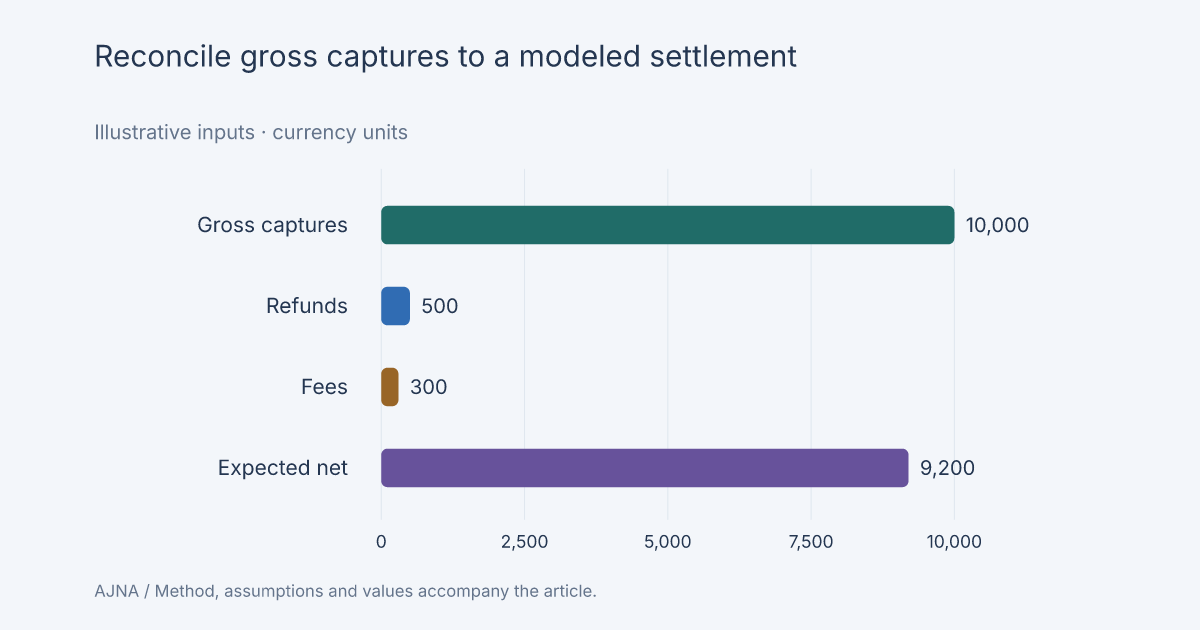 Reconcile gross captures to a modeled settlement
Illustrative inputs · currency units
Gross captures 10,000
Refunds 500
Fees 300
Expected net 9,200
0 2,500 5,000 7,500 10,000
AJNA / Method, assumptions and values accompany the article.